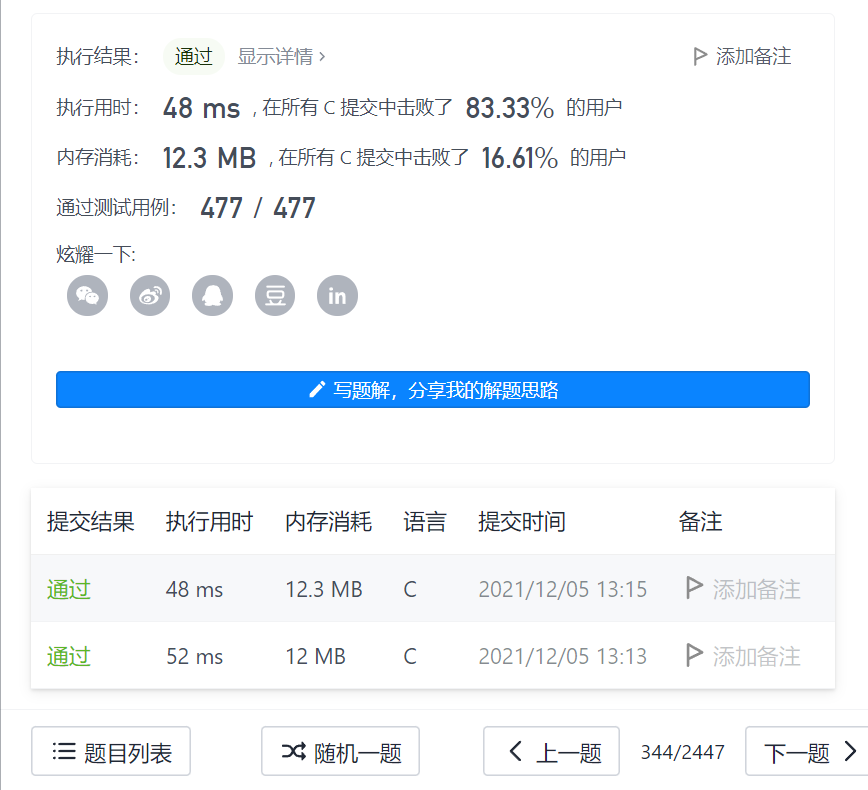 执行结果： 通过 显示详情 › 添加备注
执行用时： 48 ms , 在所有 C 提交中击败了 83.33% 的用户
内存消耗： 12.3 MB , 在所有 C 提交中击败了 16.61% 的用户
通过测试用例： 477 / 477
炫耀一下:
豆 in
写题解，分享我的解题思路
提交结果 执行用时 内存消耗 语言 提交时间 备注
通过 48 ms 12.3 MB C 2021/12/05 13:15 添加备注
通过 52 ms 12 MB C 2021/12/05 13:13 添加备注
题目列表 随机一题 上一题 344/2447 下一题